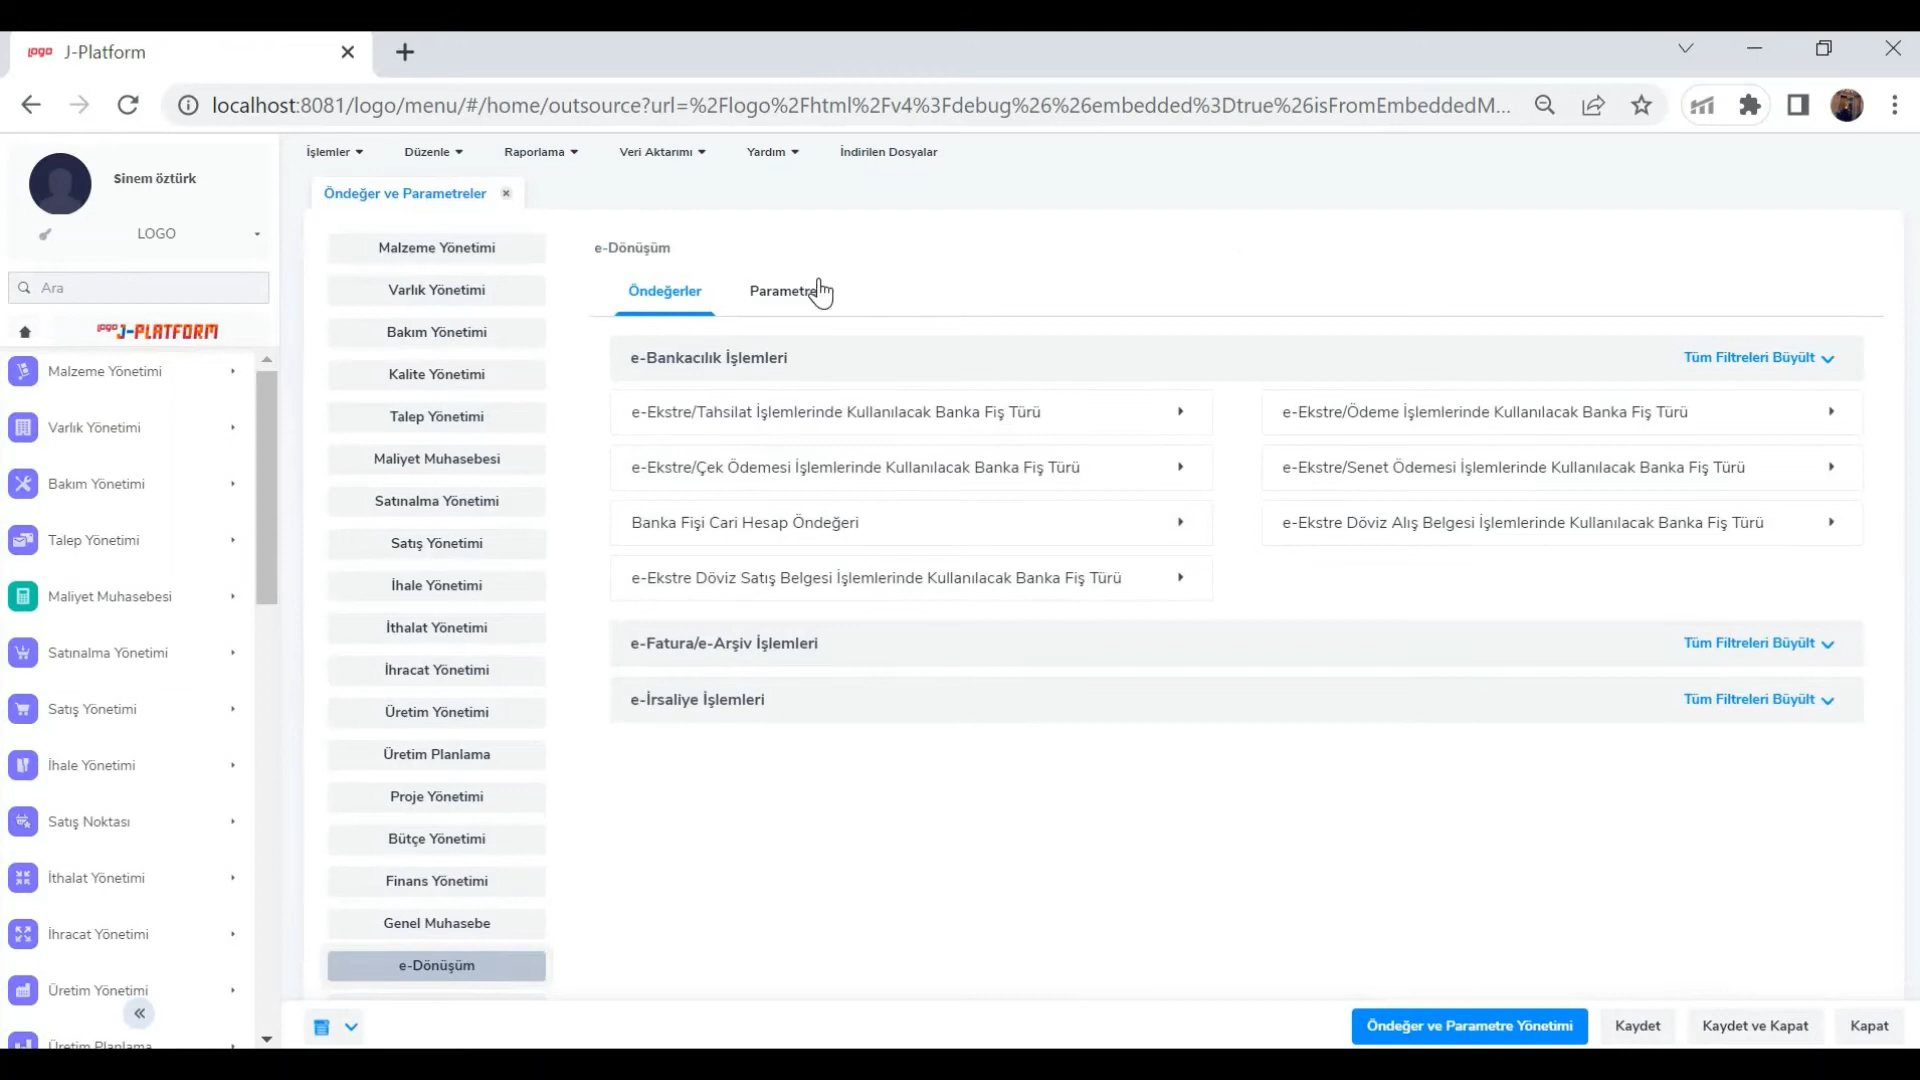 logo J-Platform
localhost:8081/logo/menu/#/home/outsource?url=%2Flogo%2Fhtml%2Fv4%3Fdebug%26%26embedded%3Dtrue%26isFromEmbeddedM...
Sinem öztürk
LOGO
Ara
logo J-PLATFORM
Malzeme Yönetimi
Varlık Yönetimi
Bakım Yönetimi
Talep Yönetimi
Maliyet Muhasebesi
Satınalma Yönetimi
Satış Yönetimi
İhale Yönetimi
Satış Noktası
İthalat Yönetimi
İhracat Yönetimi
Üretim Yönetimi
Üretim Planlama
İşlemler Düzenle Raporlama Veri Aktarımı Yardım İndirilen Dosyalar
Öndeğer ve Parametreler
Malzeme Yönetimi
Varlık Yönetimi
Bakım Yönetimi
Kalite Yönetimi
Talep Yönetimi
Maliyet Muhasebesi
Satınalma Yönetimi
Satış Yönetimi
İhale Yönetimi
İthalat Yönetimi
İhracat Yönetimi
Üretim Yönetimi
Üretim Planlama
Proje Yönetimi
Bütçe Yönetimi
Finans Yönetimi
Genel Muhasebe
e-Dönüşüm
e-Dönüşüm
Öndeğerler Parametre
e-Bankacılık İşlemleri Tüm Filtreleri Büyült
e-Ekstre/Tahsilat İşlemlerinde Kullanılacak Banka Fiş Türü
e-Ekstre/Ödeme İşlemlerinde Kullanılacak Banka Fiş Türü
e-Ekstre/Çek Ödemesi İşlemlerinde Kullanılacak Banka Fiş Türü
e-Ekstre/Senet Ödemesi İşlemlerinde Kullanılacak Banka Fiş Türü
Banka Fişi Cari Hesap Öndeğeri
e-Ekstre Döviz Alış Belgesi İşlemlerinde Kullanılacak Banka Fiş Türü
e-Ekstre Döviz Satış Belgesi İşlemlerinde Kullanılacak Banka Fiş Türü
e-Fatura/e-Arşiv İşlemleri Tüm Filtreleri Büyült
e-İrsaliye İşlemleri Tüm Filtreleri Büyült
Öndeğer ve Parametre Yönetimi Kaydet Kaydet ve Kapat Kapat